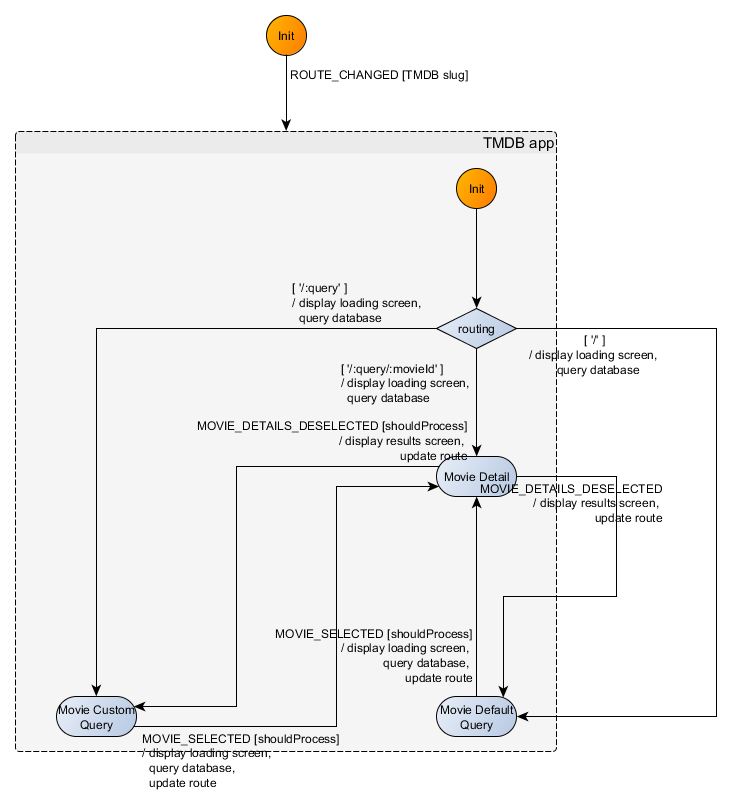 Init
ROUTE_CHANGED [TMDB slug]
TMDB app
Init
[ '/:query' ]
/ display loading screen,
query database
routing
[ '/' ]
/ display loading screen,
query database
[ '/:query/:movieId' ]
/ display loading screen,
query database
MOVIE_DETAILS_DESELECTED [shouldProcess]
/ display results screen,
update route
Movie Detail
MOVIE_DETAILS_DESELECTED
/ display results screen,
update route
MOVIE_SELECTED [shouldProcess]
/ display loading screen,
query database,
update route
Movie Custom
Query
Movie Default
Query
MOVIE_SELECTED [shouldProcess]
/ display loading screen,
query database,
update route